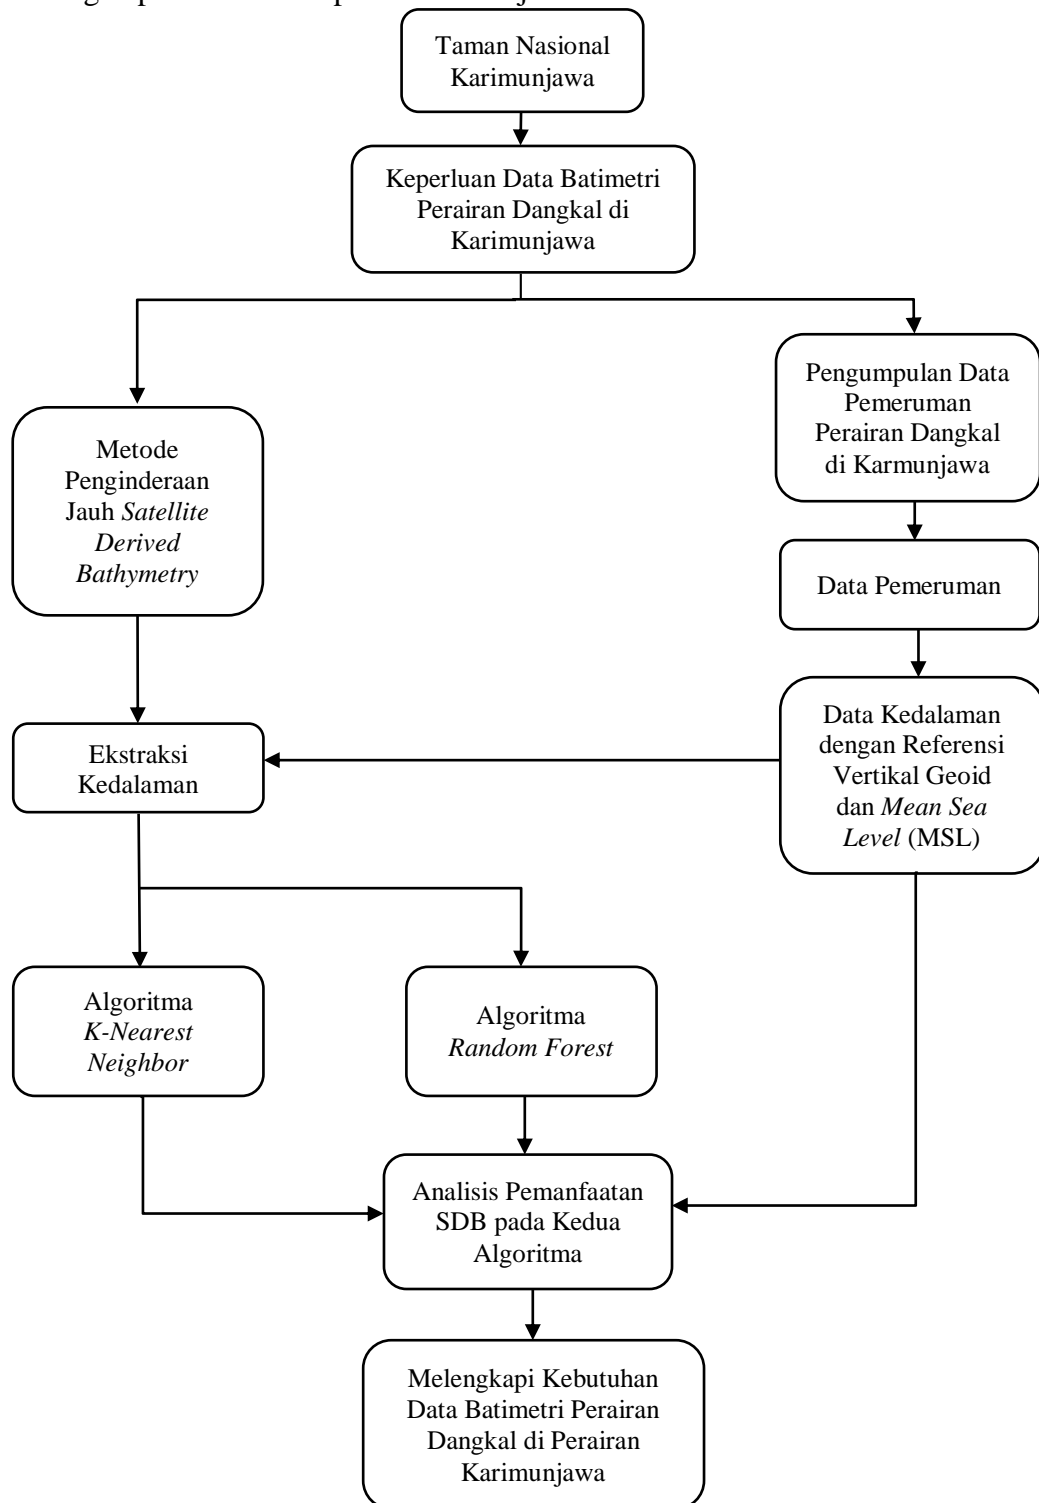 Taman Nasional
Karimunjawa
Keperluan Data Batimetri
Perairan Dangkal di
Karimunjawa
Pengumpulan Data
Pemeruman
Perairan Dangkal
di Karmunjawa
Metode
Penginderaan
Jauh Satellite
Derived
Bathymetry
Data Pemeruman
Data Kedalaman
dengan Referensi
Vertikal Geoid
dan Mean Sea
Level (MSL)
Ekstraksi
Kedalaman
Algoritma
K-Nearest
Neighbor
Algoritma
Random Forest
Analisis Pemanfaatan
SDB pada Kedua
Algoritma
Melengkapi Kebutuhan
Data Batimetri Perairan
Dangkal di Perairan
Karimunjawa